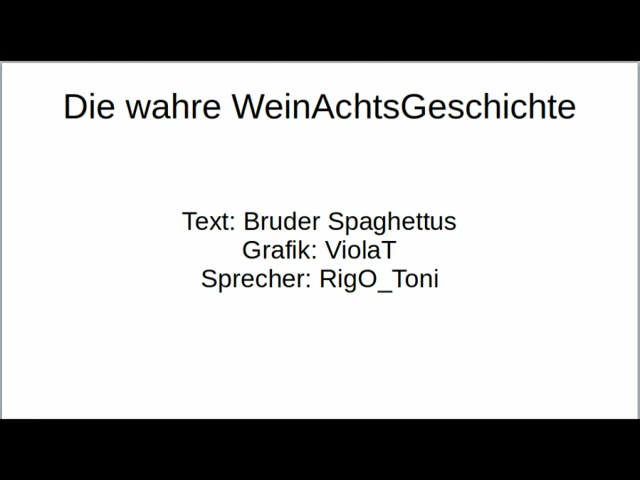 Die wahre WeinAchtsGeschichte
Text: Bruder Spaghettus
Grafik: ViolaT
Sprecher: RigO_Toni